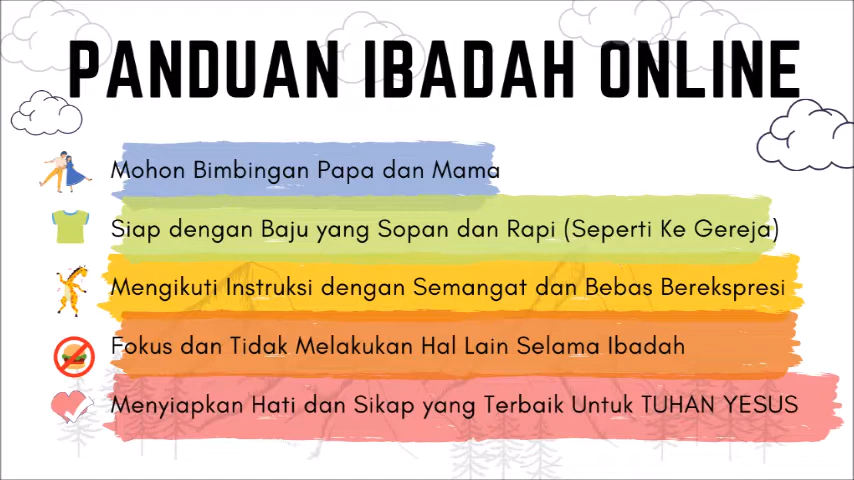 PANDUAN IBADAH ONLINE
Mohon Bimbingan Papa dan Mama
Siap dengan Baju yang Sopan dan Rapi (Seperti Ke Gereja)
Mengikuti Instruksi dengan Semangat dan Bebas Berekspresi
Fokus dan Tidak Melakukan Hal Lain Selama Ibadah
Menyiapkan Hati dan Sikap yang Terbaik Untuk TUHAN YESUS